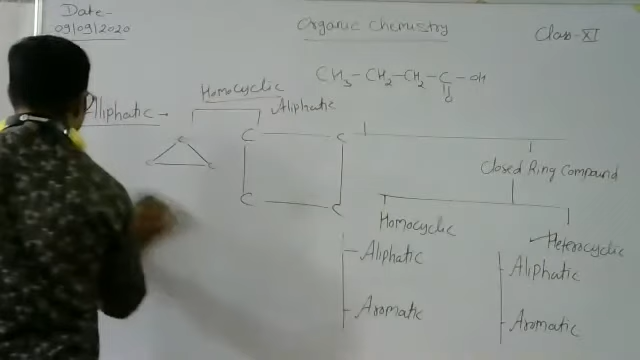 Date-
09/09/2020
Organic Chemistry
Class-XI
CH3-CH2-CH2-C-OH
O
Homocyclic
Aliphatic
Aliphatic
C C
C C C
C C
Closed Ring Compound
Homocyclic
Heterocyclic
Aliphatic
Aliphatic
Aromatic
Aromatic